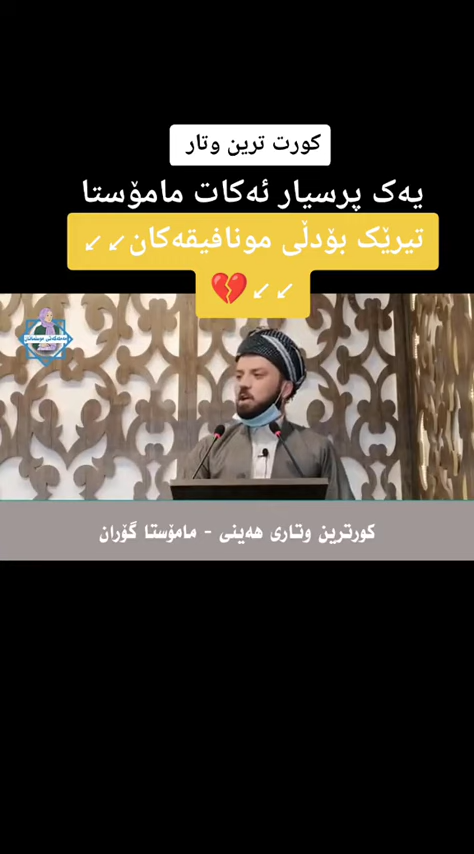 کورت ترین وتار
یەک پرسیار ئەکات مامۆستا
تیرێک بۆدڵی مونافیقەکان↙↙
💔↙↙
کورترین وتاری هەینی - مامۆستا گۆران